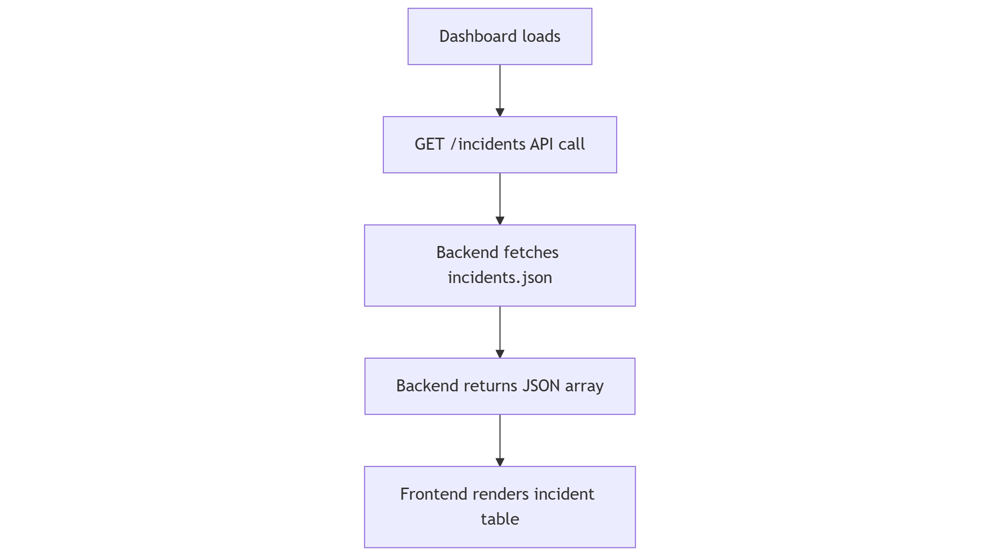 Dashboard loads
GET /incidents API call
Backend fetches
incidents.json
Backend returns JSON array
Frontend renders incident
table